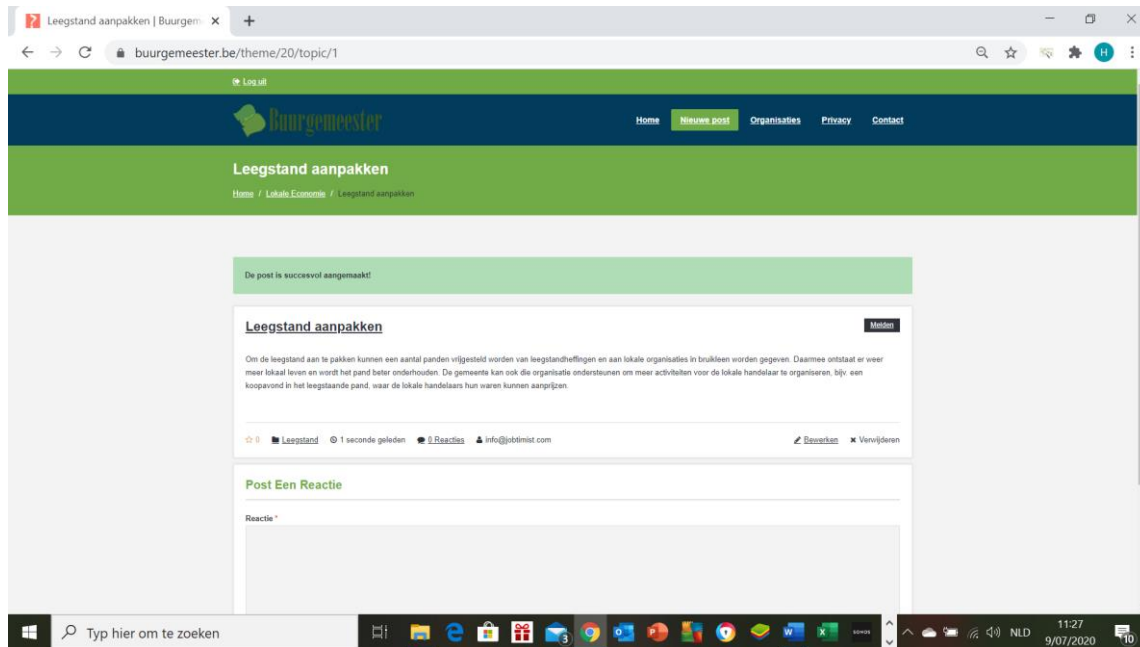 Leegstand aanpakken | Buurgem
buurgemeester.be/theme/20/topic/1
H
Log uit
Buurgemeester
Home Nieuwe post Organisaties Privacy Contact
Leegstand aanpakken
Home / Lokale Economie / Leegstand aanpakken
De post is succesvol aangemaakt!
Leegstand aanpakken
Melden
Om de leegstand aan te pakken kunnen een aantal panden vrijgesteld worden van leegstandheffingen en aan lokale organisaties in bruikleen worden gegeven. Daarmee ontstaat er weer
meer lokaal leven en wordt het pand beter onderhouden. De gemeente kan ook die organisatie ondersteunen om meer activiteiten voor de lokale handelaar te organiseren, bijv. een
koopavond in het leegstaande pand, waar de lokale handelaars hun waren kunnen aanprijzen.
0 Leegstand 1 seconde geleden 0 Reacties info@jobtimist.com Bewerken Verwijderen
Post Een Reactie
Reactie *
Typ hier om te zoeken
3
SONOS
NLD
11:27
9/07/2020
10